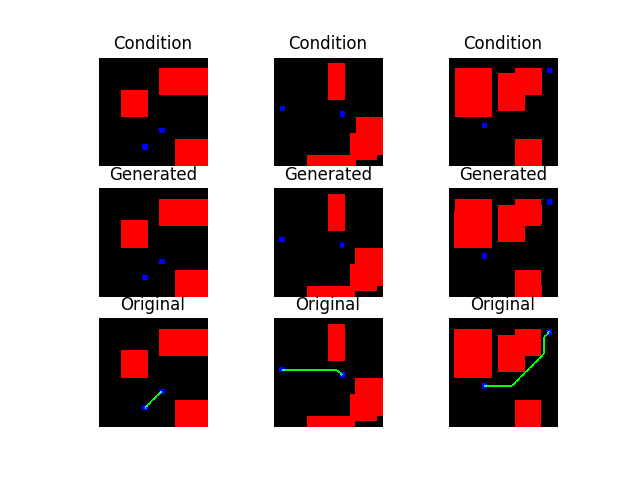 Condition
Condition
Condition
Generated
Generated
Generated
Original
Original
Original